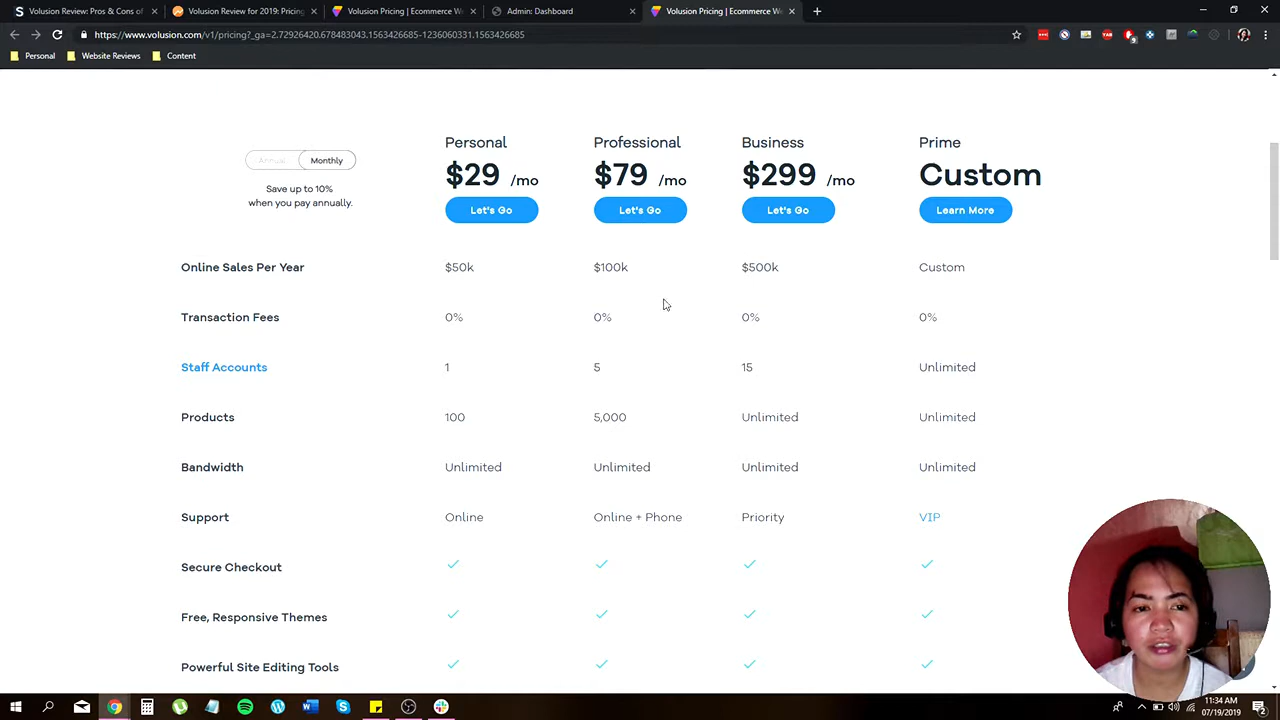 Volusion Review: Pros & Cons of
Volusion Review for 2019: Pricing
Volusion Pricing | Ecommerce W
Admin: Dashboard
Volusion Pricing | Ecommerce W
https://www.volusion.com/v1/pricing?_ga=2.72926420.678483043.1563426685-1236060331.1563426685
Personal
Website Reviews
Content
Personal Professional Business Prime
Annual Monthly
$29 /mo $79 /mo $299 /mo Custom
Save up to 10%
when you pay annually.
Let's Go Let's Go Let's Go Learn More
Online Sales Per Year $50k $100k $500k Custom
Transaction Fees 0% 0% 0% 0%
Staff Accounts 1 5 15 Unlimited
Products 100 5,000 Unlimited Unlimited
Bandwidth Unlimited Unlimited Unlimited Unlimited
Support Online Online + Phone Priority VIP
Secure Checkout
Free, Responsive Themes
Powerful Site Editing Tools
11:34 AM
07/19/2019